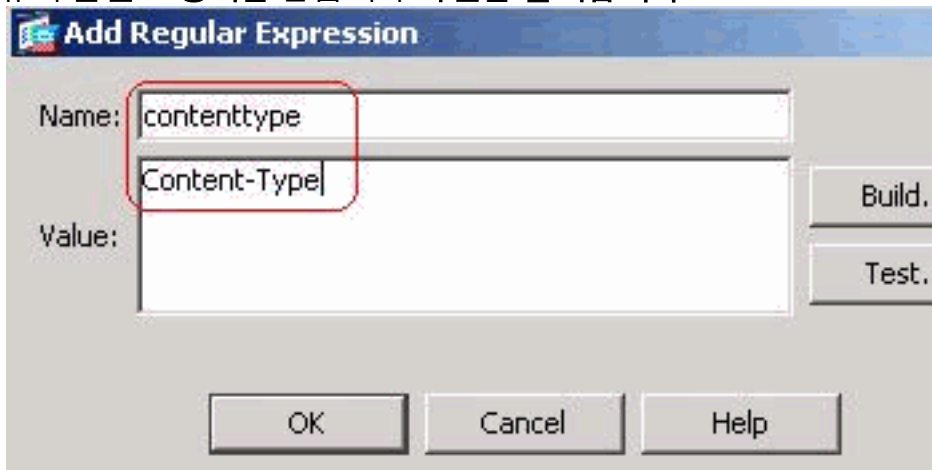 Add Regular Expression
Name: contenttype
Content-Type
Value:
Build.
Test.
OK Cancel Help